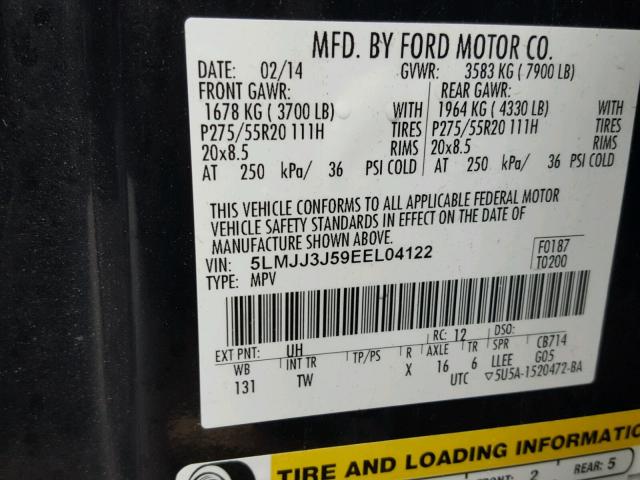 MFD. BY FORD MOTOR CO.
DATE: 02/14 GVWR: 3583 KG ( 7900 LB)
FRONT GAWR: REAR GAWR:
1678 KG ( 3700 LB) WITH 1964 KG ( 4330 LB) WITH
P275/55R20 111H TIRES P275/55R20 111H TIRES
20x8.5 RIMS 20x8.5 RIMS
AT 250 kPa/ 36 PSI COLD AT 250 kPa/ 36 PSI COLD
THIS VEHICLE CONFORMS TO ALL APPLICABLE FEDERAL MOTOR
VEHICLE SAFETY STANDARDS IN EFFECT ON THE DATE OF
MANUFACTURE SHOWN ABOVE.
VIN: 5LMJJ3J59EEL04122 F0187
TYPE: MPV T0200
EXT PNT: UH RC: 12 DSO:
WB INT TR TP/PS R AXLE TR SPR CB714
131 TW X 16 6 LLEE G05
UTC ▽5U5A-1520472-BA
TIRE AND LOADING INFORMATIO
FRONT: 2 REAR: 5